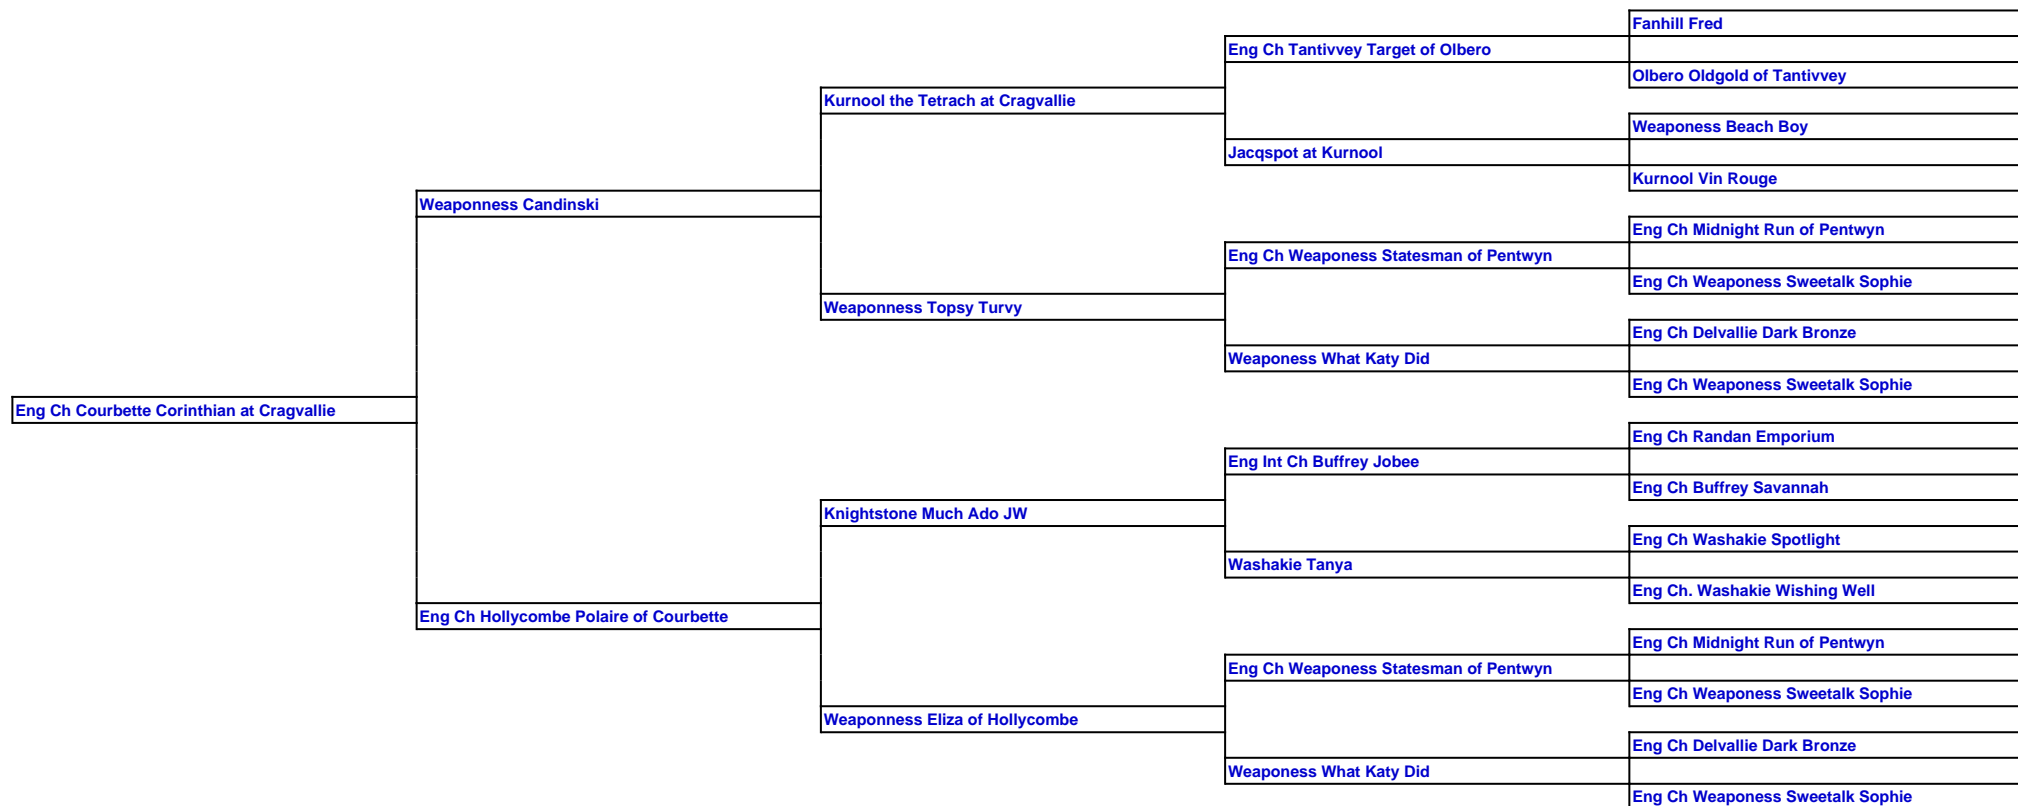 Fanhill Fred
Eng Ch Tantivvey Target of Olbero
Olbero Oldgold of Tantivvey
Kurnool the Tetrach at Cragvallie
Weaponess Beach Boy
Jacqspot at Kurnool
Kurnool Vin Rouge
Weaponness Candinski
Eng Ch Midnight Run of Pentwyn
Eng Ch Weaponess Statesman of Pentwyn
Eng Ch Weaponess Sweetalk Sophie
Weaponness Topsy Turvy
Eng Ch Delvallie Dark Bronze
Weaponess What Katy Did
Eng Ch Weaponess Sweetalk Sophie
Eng Ch Courbette Corinthian at Cragvallie
Eng Ch Randan Emporium
Eng Int Ch Buffrey Jobee
Eng Ch Buffrey Savannah
Knightstone Much Ado JW
Eng Ch Washakie Spotlight
Washakie Tanya
Eng Ch. Washakie Wishing Well
Eng Ch Hollycombe Polaire of Courbette
Eng Ch Midnight Run of Pentwyn
Eng Ch Weaponess Statesman of Pentwyn
Eng Ch Weaponess Sweetalk Sophie
Weaponness Eliza of Hollycombe
Eng Ch Delvallie Dark Bronze
Weaponess What Katy Did
Eng Ch Weaponess Sweetalk Sophie